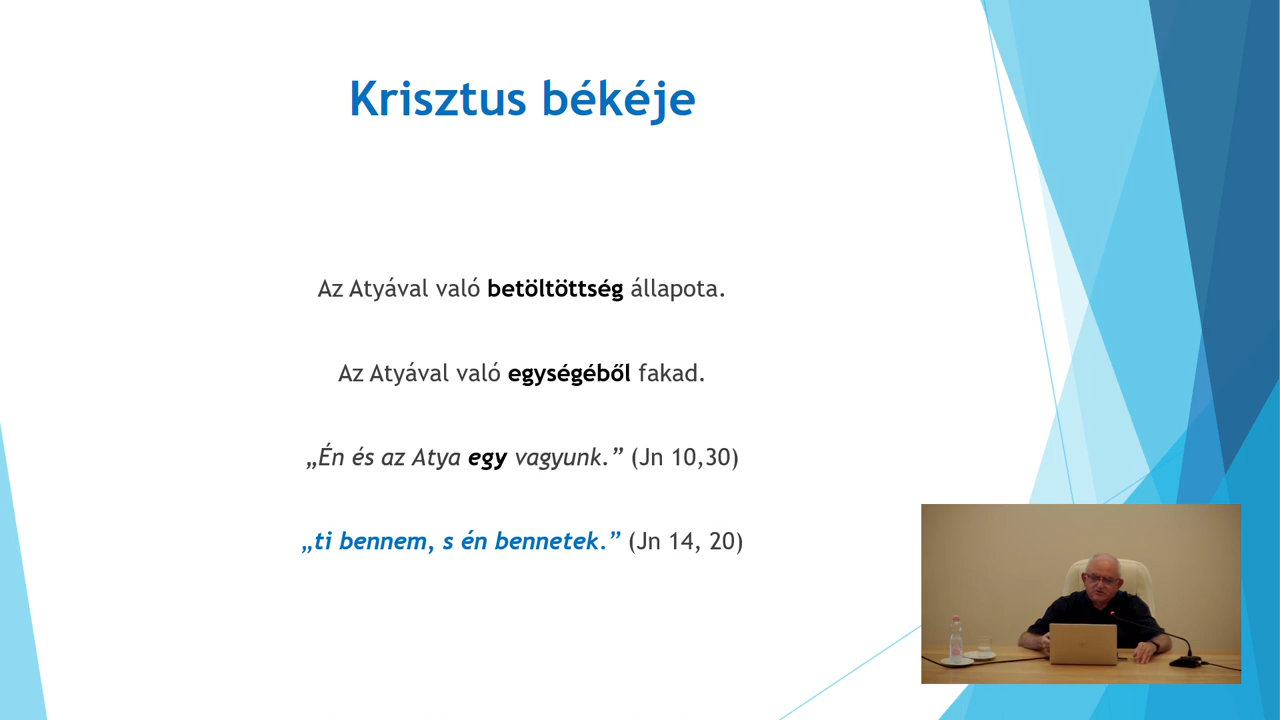 Krisztus békéje
Az Atyával való betöltöttség állapota.
Az Atyával való egységéből fakad.
„Én és az Atya egy vagyunk.” (Jn 10,30)
„ti bennem, s én bennetek.” (Jn 14, 20)